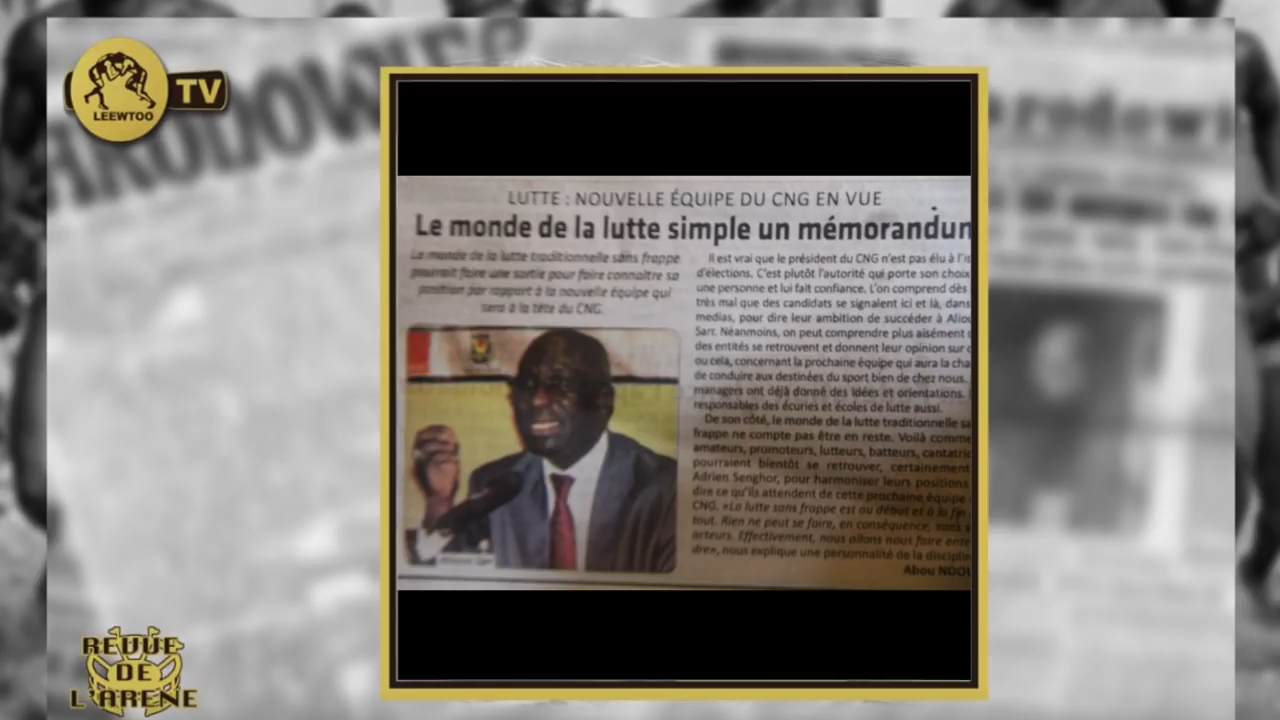 LEEWTOO
TV
LUTTE : NOUVELLE ÉQUIPE DU CNG EN VUE
Le monde de la lutte simple un mémorandun
Le monde de la lutte traditionnelle sans frappe
pourrait faire une sortie pour faire connaître sa
position par rapport à la nouvelle équipe qui
sera à la tête du CNG.
Il est vrai que le président du CNG n'est pas élu à l'is
d'élections. C'est plutôt l'autorité qui porte son choix
une personne et lui fait confiance. L'on comprend dès
très mal que des candidats se signalent ici et là, dans
medias, pour dire leur ambition de succéder à Aliou
Sarr. Néanmoins, on peut comprendre plus aisément
des entités se retrouvent et donnent leur opinion sur
ou cela, concernant la prochaine équipe qui aura la cha
de conduire aux destinées du sport bien de chez nous.
managers ont déjà donné des idées et orientations.
responsables des écuries et écoles de lutte aussi.
De son côté, le monde de la lutte traditionnelle sa
frappe ne compte pas être en reste. Voilà comme
amateurs, promoteurs, lutteurs, batteurs, cantatri
pourraient bientôt se retrouver, certainement
Adrien Senghor, pour harmoniser leurs positions
dire ce qu'ils attendent de cette prochaine équipe
CNG. «La lutte sans frappe est au début et à la fin
tout. Rien ne peut se faire, en conséquence, sans s
acteurs. Effectivement, nous allons nous faire ente
dre», nous explique une personnalité de la disciplin
Abou NDOU
REVUE
DE
L'ARENE